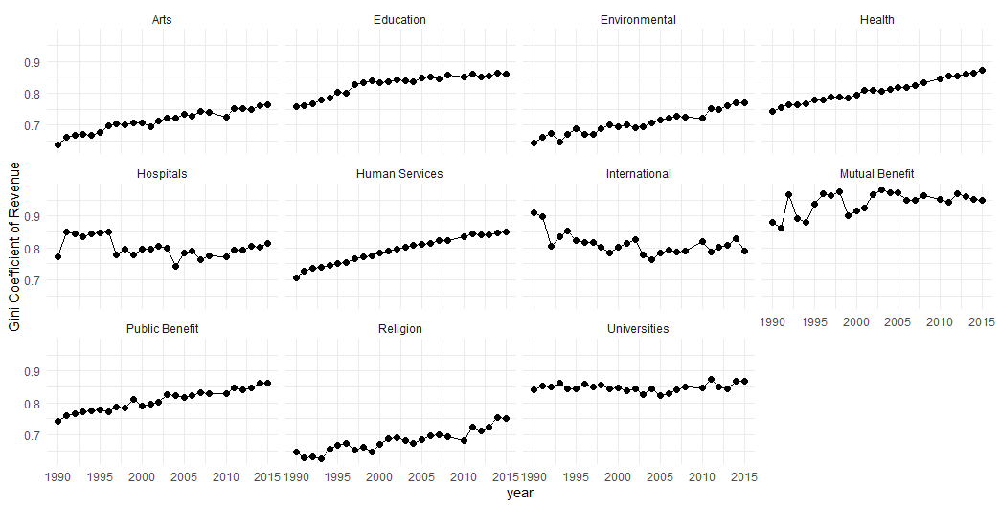 Arts Education Environmental Health
0.9
0.8
0.7
Hospitals Human Services International Mutual Benefit
0.9
0.8
0.7
1990 1995 2000 2005 2010 2015
Public Benefit Religion Universities
0.9
0.8
0.7
1990 1995 2000 2005 2010 2015 1990 1995 2000 2005 2010 2015 1990 1995 2000 2005 2010 2015
year
Gini Coefficient of Revenue